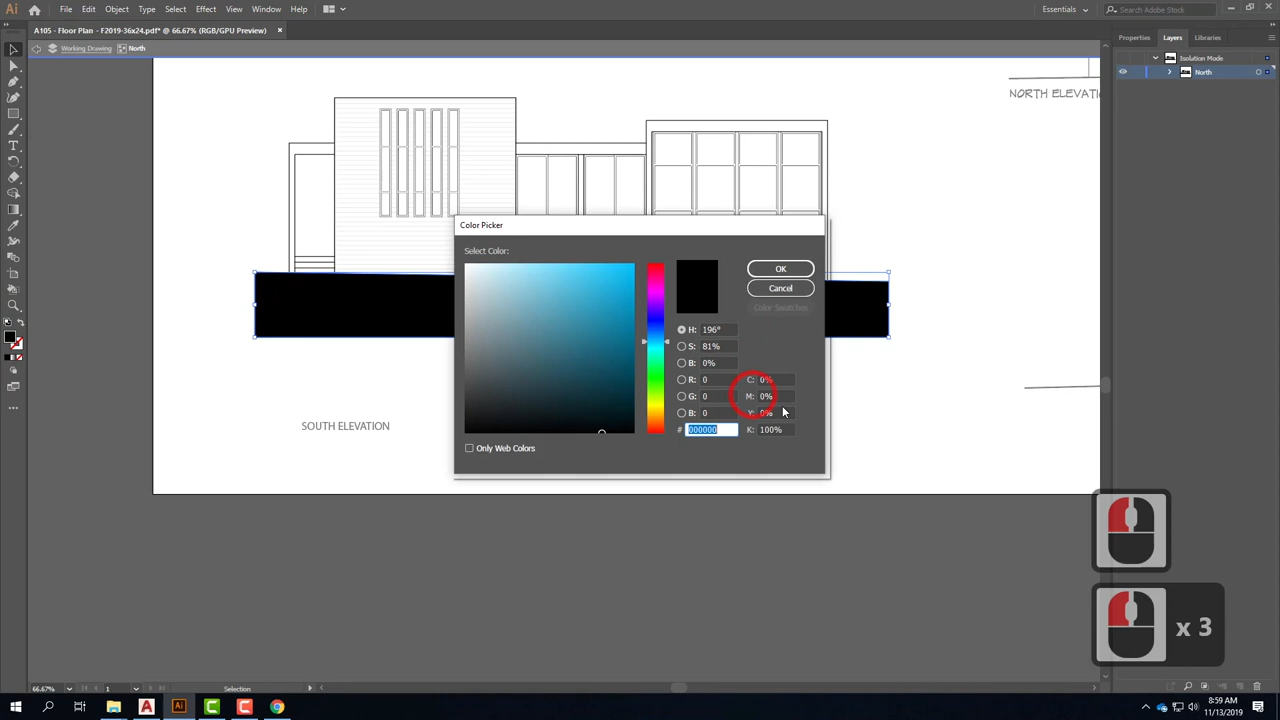 Ai File Edit Object Type Select Effect View Window Help
Essentials
Search Adobe Stock
A105 - Floor Plan - F2019-36x24.pdf* @ 66.67% (RGB/GPU Preview)
Working Drawing North
Properties Layers Libraries
Isolation Mode
North
NORTH ELEVATI
Color Picker
Select Color:
OK
Cancel
Color Swatches
H: 196°
S: 81%
B: 0%
R: 0 C: 0%
G: 0 M: 0%
B: 0 Y: 0%
# 000000 K: 100%
Only Web Colors
SOUTH ELEVATION
x 3
66.67% 1 Selection
8:59 AM
11/13/2019